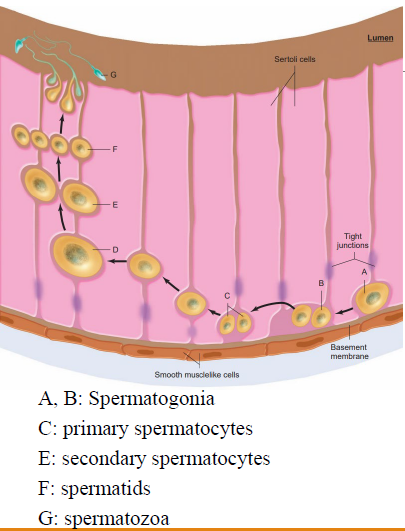 Lumen
Sertoli cells
G
F
E
D
Tight
junctions
A
B
C
Basement
membrane
Smooth musclelike cells
A, B: Spermatogonia
C: primary spermatocytes
E: secondary spermatocytes
F: spermatids
G: spermatozoa